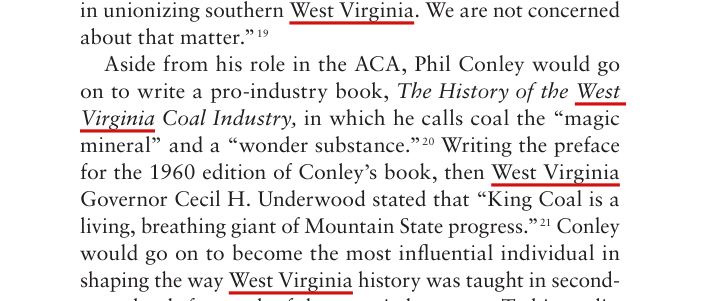 in unionizing southern West Virginia. We are not concerned
about that matter.”19
Aside from his role in the ACA, Phil Conley would go
on to write a pro-industry book, The History of the West
Virginia Coal Industry, in which he calls coal the “magic
mineral” and a “wonder substance.”20 Writing the preface
for the 1960 edition of Conley’s book, then West Virginia
Governor Cecil H. Underwood stated that “King Coal is a
living, breathing giant of Mountain State progress.”21 Conley
would go on to become the most influential individual in
shaping the way West Virginia history was taught in second-